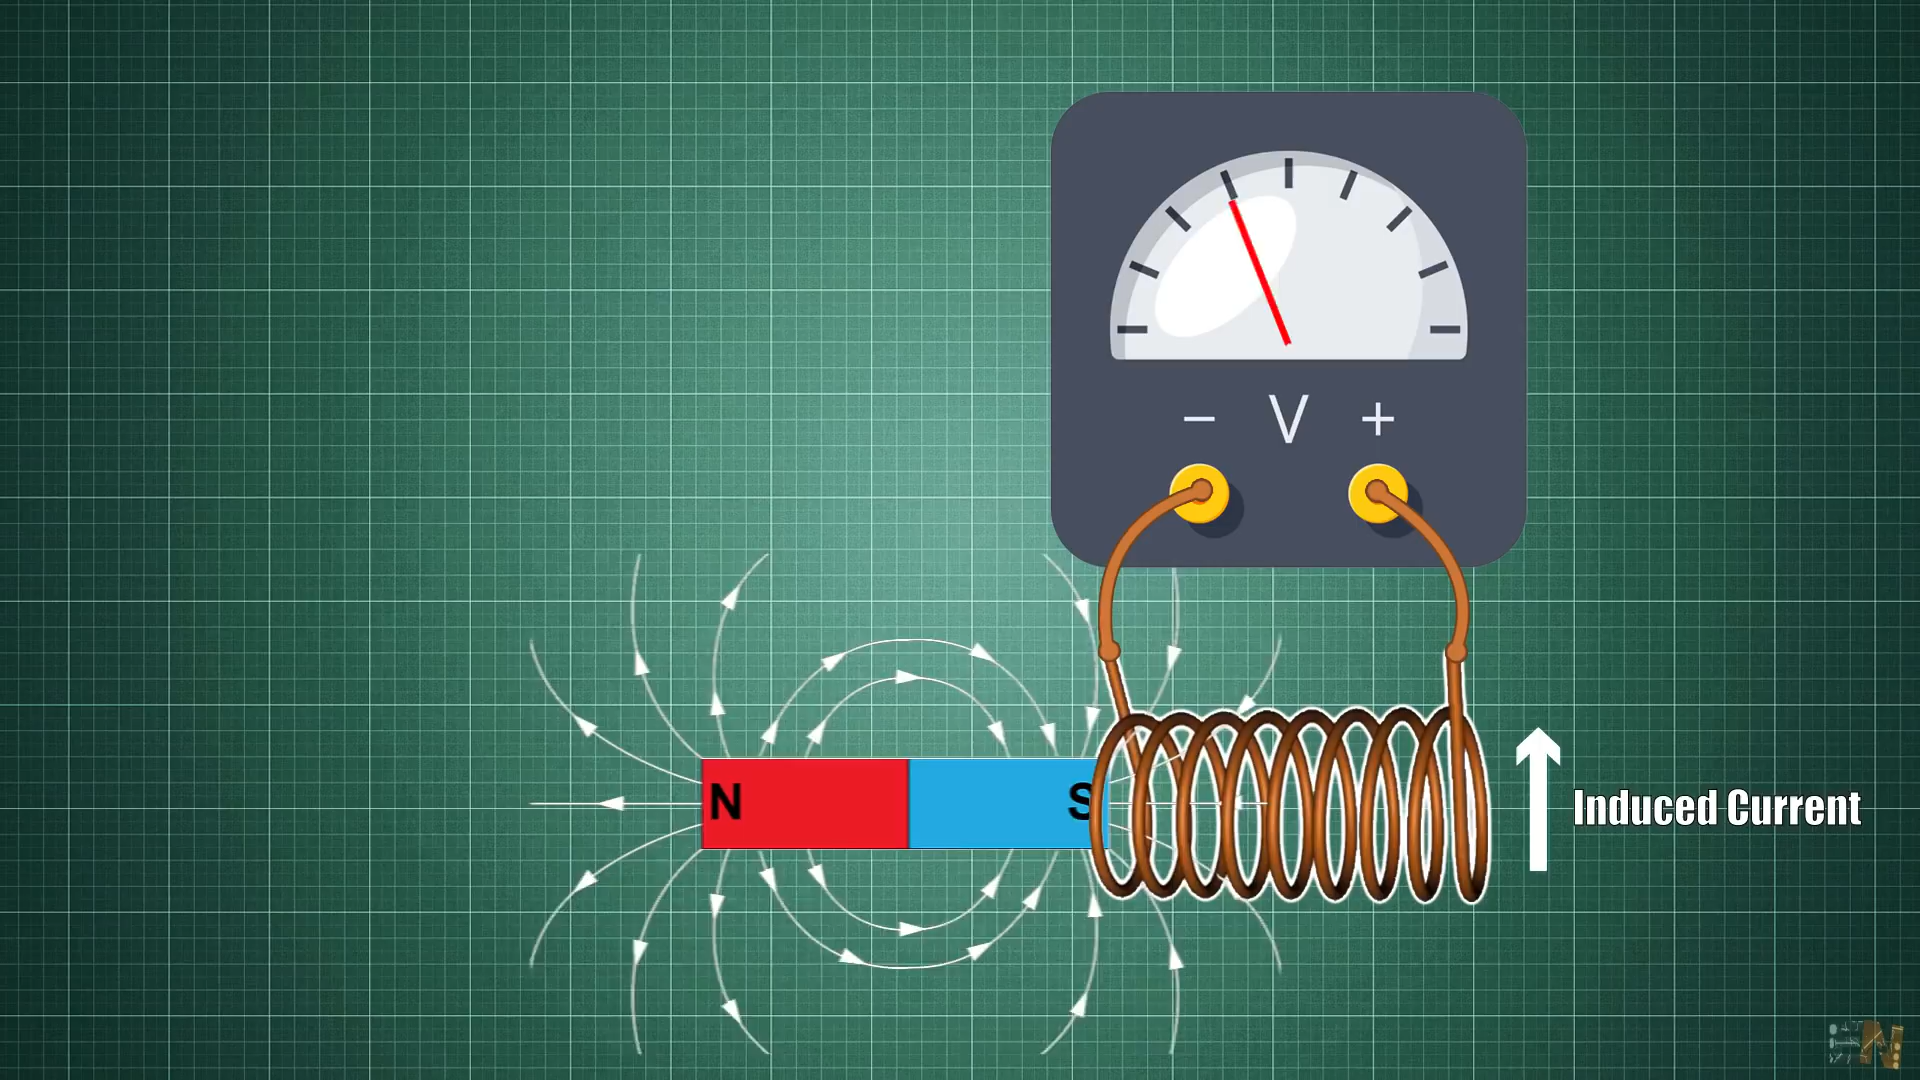 − V +
N
S
Induced Current